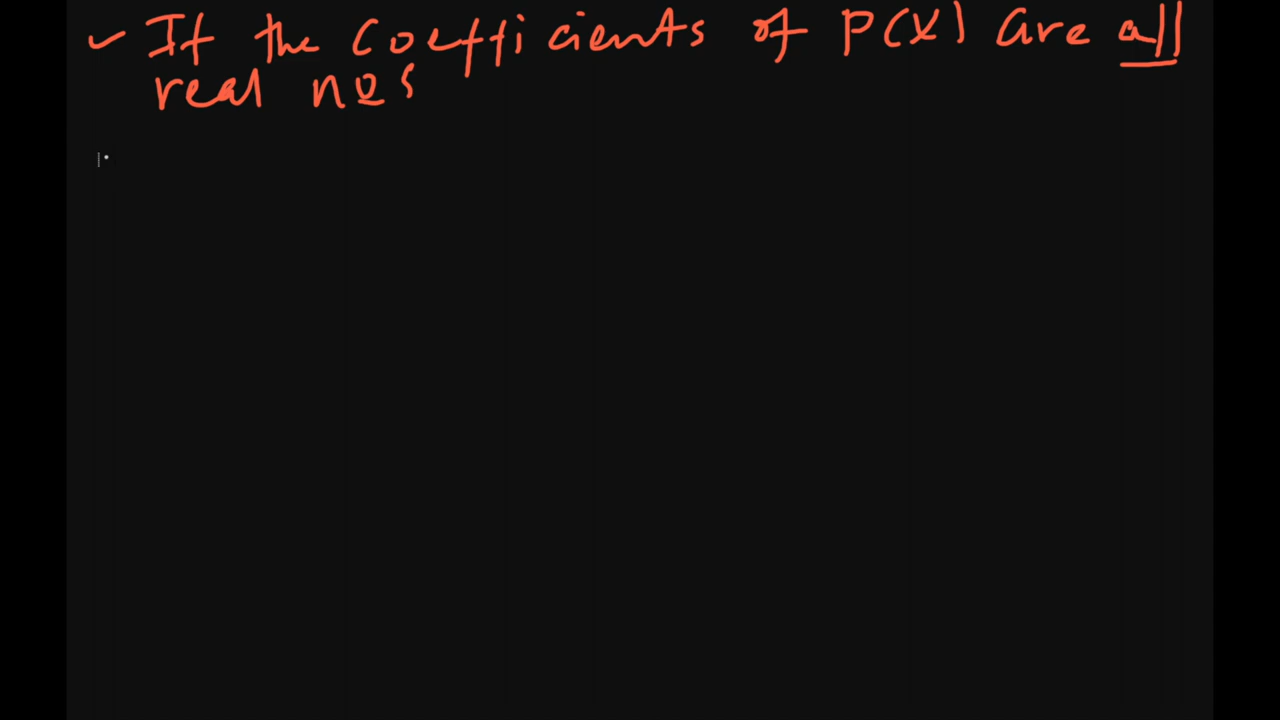 If the coefficients of P(x) are all
real nos